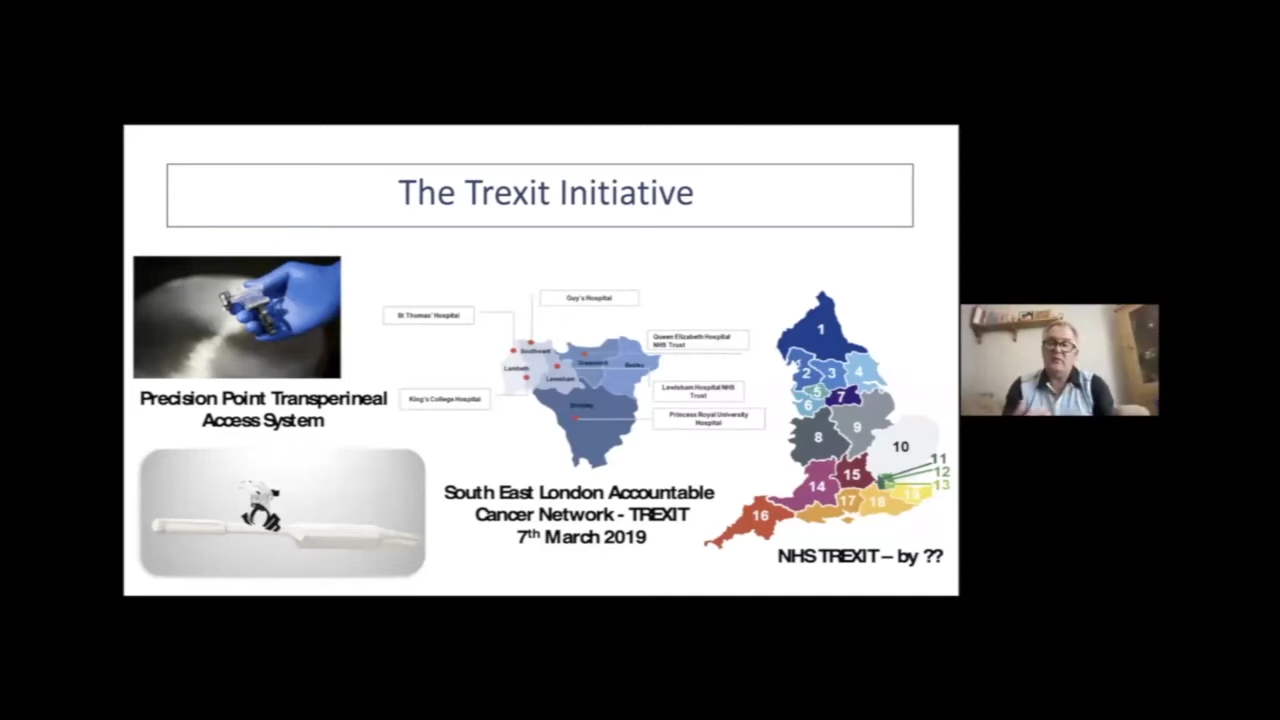 The Trexit Initiative
Precision Point Transperineal
Access System
St Thomas' Hospital
Guy's Hospital
King's College Hospital
Queen Elizabeth Hospital
NHS Trust
Lewisham Hospital NHS
Trust
Princess Royal University
Hospital
Southwark
Lambeth
Lewisham
Greenwich
Bexley
Bromley
South East London Accountable
Cancer Network - TREXIT
7th March 2019
1
2
3
4
5
6
7
8
9
10
11
12
13
14
15
16
17
18
19
NHS TREXIT – by ??